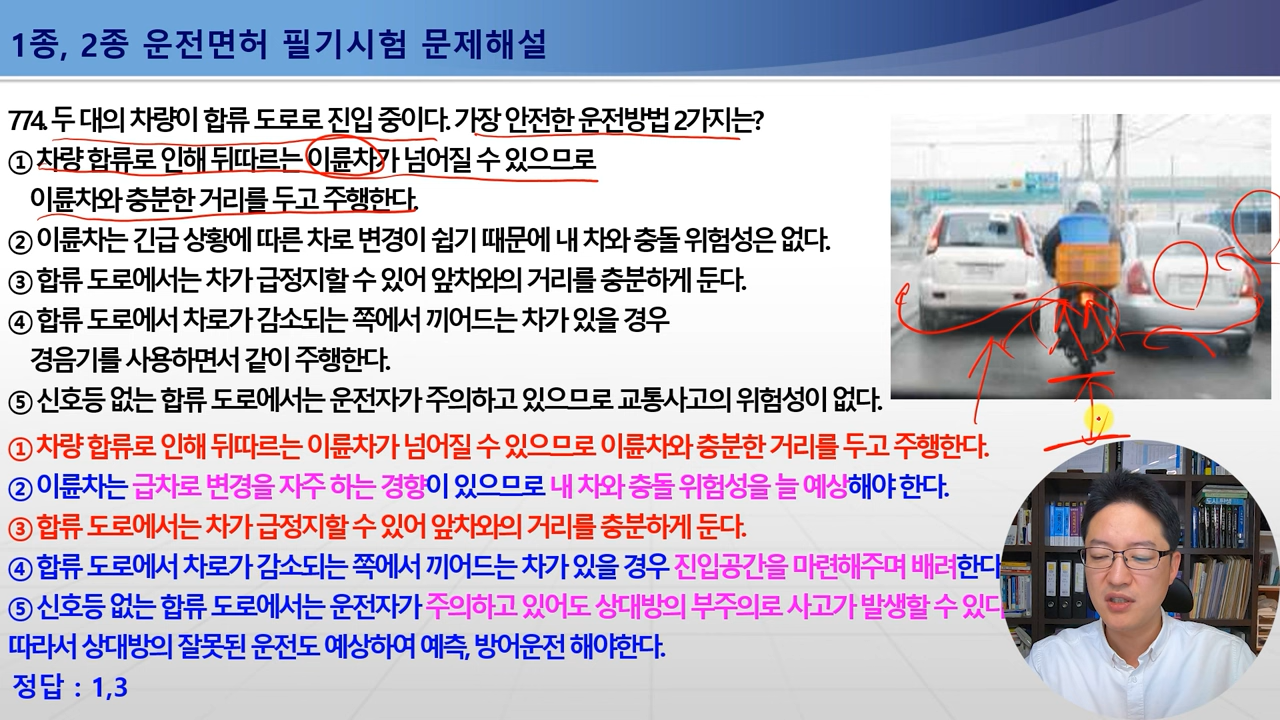 1종, 2종 운전면허 필기시험 문제해설
774. 두 대의 차량이 합류 도로로 진입 중이다. 가장 안전한 운전방법 2가지는?
① 차량 합류로 인해 뒤따르는 이륜차가 넘어질 수 있으므로
이륜차와 충분한 거리를 두고 주행한다.
② 이륜차는 긴급 상황에 따른 차로 변경이 쉽기 때문에 내 차와 충돌 위험성은 없다.
③ 합류 도로에서는 차가 급정지할 수 있어 앞차와의 거리를 충분하게 둔다.
④ 합류 도로에서 차로가 감소되는 쪽에서 끼어드는 차가 있을 경우
경음기를 사용하면서 같이 주행한다.
⑤ 신호등 없는 합류 도로에서는 운전자가 주의하고 있으므로 교통사고의 위험성이 없다.
① 차량 합류로 인해 뒤따르는 이륜차가 넘어질 수 있으므로 이륜차와 충분한 거리를 두고 주행한다.
② 이륜차는 급차로 변경을 자주 하는 경향이 있으므로 내 차와 충돌 위험성을 늘 예상해야 한다.
③ 합류 도로에서는 차가 급정지할 수 있어 앞차와의 거리를 충분하게 둔다.
④ 합류 도로에서 차로가 감소되는 쪽에서 끼어드는 차가 있을 경우 진입공간을 마련해주며 배려한다
⑤ 신호등 없는 합류 도로에서는 운전자가 주의하고 있어도 상대방의 부주의로 사고가 발생할 수 있다
따라서 상대방의 잘못된 운전도 예상하여 예측, 방어운전 해야한다.
정답 : 1,3